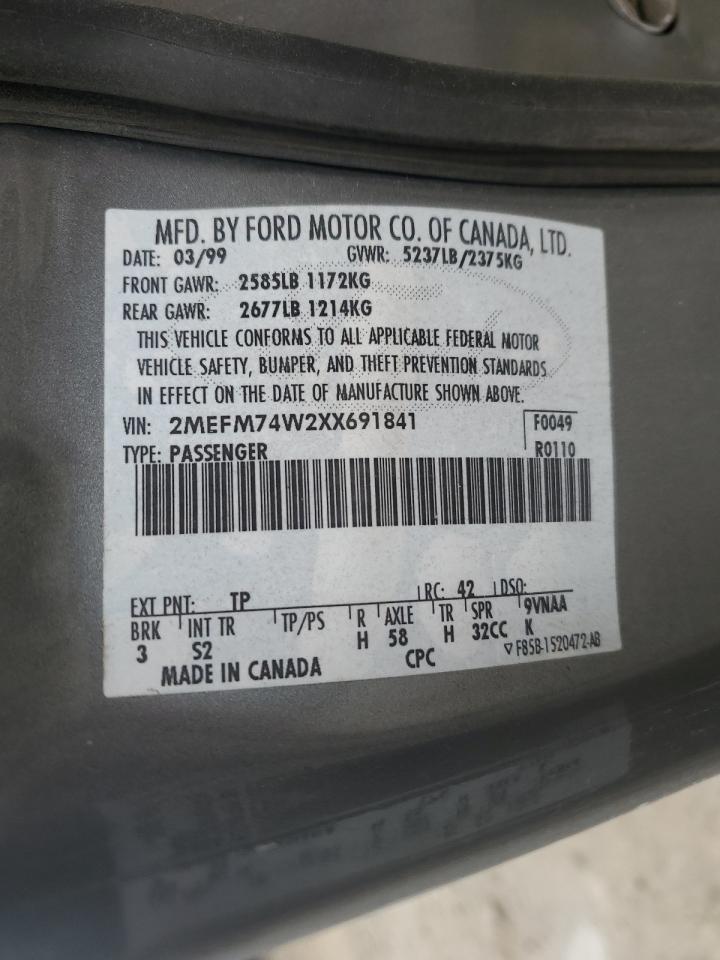 MFD. BY FORD MOTOR CO. OF CANADA, LTD.
DATE: 03/99 GVWR: 5237LB/2375KG
FRONT GAWR: 2585LB 1172KG
REAR GAWR: 2677LB 1214KG
THIS VEHICLE CONFORMS TO ALL APPLICABLE FEDERAL MOTOR
VEHICLE SAFETY, BUMPER, AND THEFT PREVENTION STANDARDS
IN EFFECT ON THE DATE OF MANUFACTURE SHOWN ABOVE.
VIN: 2MEFM74W2XX691841 F0049
TYPE: PASSENGER R0110
EXT PNT: TP RC: 42 DSO:
BRK INT TR TP/PS R AXLE TR SPR 9VNAA
3 S2 H 58 H 32CC K
MADE IN CANADA CPC ▽F85B-1520472-AB